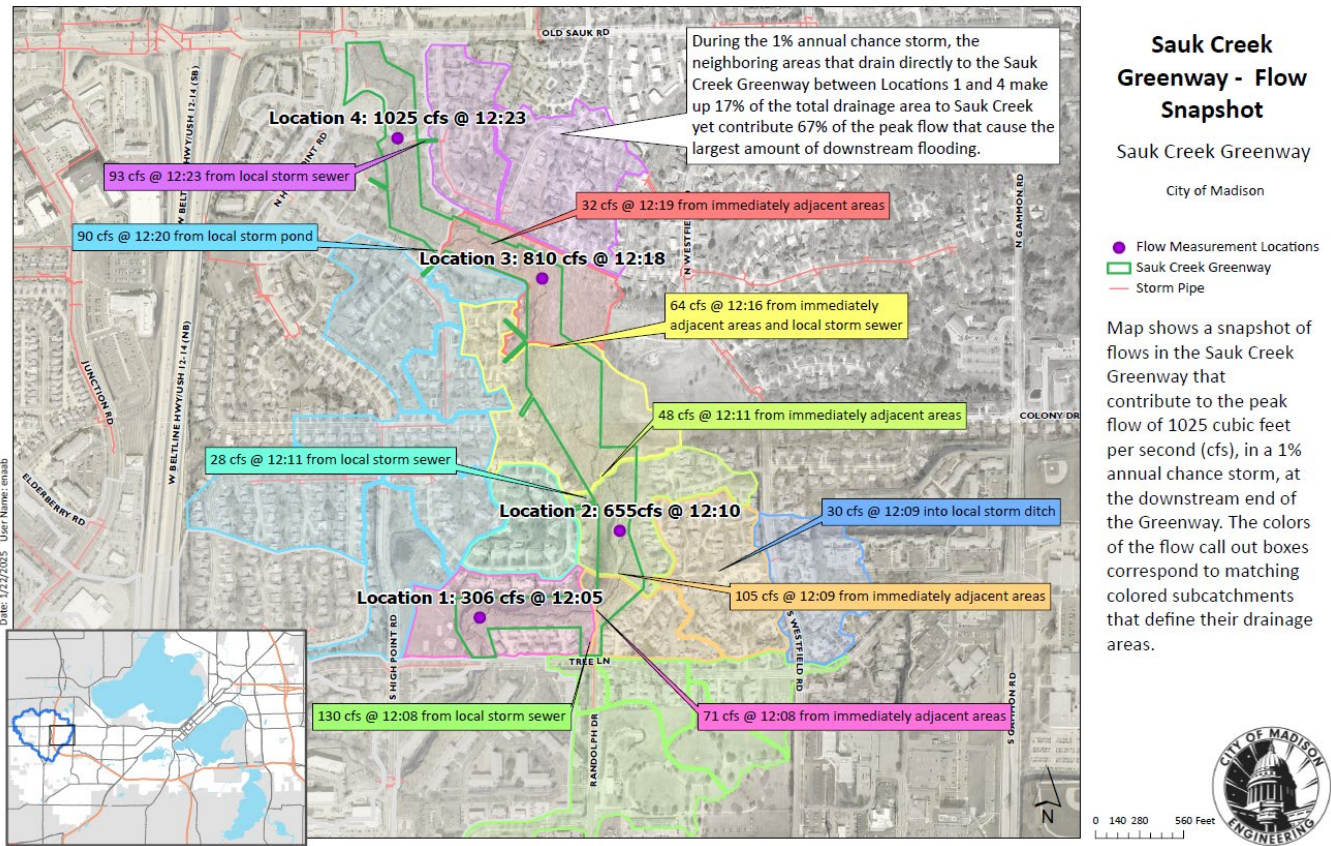 OLD SAUK RD
During the 1% annual chance storm, the
neighboring areas that drain directly to the Sauk
Creek Greenway between Locations 1 and 4 make
up 17% of the total drainage area to Sauk Creek
yet contribute 67% of the peak flow that cause the
largest amount of downstream flooding.
W BELTLINE HWY/USH 12-14 (SB)
Location 4: 1025 cfs @ 12:23
N HIGH POINT RD
93 cfs @ 12:23 from local storm sewer
N GAMMON RD
32 cfs @ 12:19 from immediately adjacent areas
90 cfs @ 12:20 from local storm pond
N WESTFIELD
Location 3: 810 cfs @ 12:18
64 cfs @ 12:16 from immediately
adjacent areas and local storm sewer
JUNCTION RD
W BELTLINE HWY/USH 12-14 (NB)
48 cfs @ 12:11 from immediately adjacent areas
COLONY DR
28 cfs @ 12:11 from local storm sewer
ELDERBERRY RD
Location 2: 655cfs @ 12:10
30 cfs @ 12:09 into local storm ditch
105 cfs @ 12:09 from immediately adjacent areas
Location 1: 306 cfs @ 12:05
S HIGH POINT RD
S WESTFIELD RD
TREE LN
130 cfs @ 12:08 from local storm sewer
71 cfs @ 12:08 from immediately adjacent areas
RANDOLPH DR
S GAMMON RD
N
Date: 1/22/2025 User Name: enaab
Sauk Creek
Greenway - Flow
Snapshot
Sauk Creek Greenway
City of Madison
Flow Measurement Locations
Sauk Creek Greenway
Storm Pipe
Map shows a snapshot of
flows in the Sauk Creek
Greenway that
contribute to the peak
flow of 1025 cubic feet
per second (cfs), in a 1%
annual chance storm, at
the downstream end of
the Greenway. The colors
of the flow call out boxes
correspond to matching
colored subcatchments
that define their drainage
areas.
CITY OF MADISON
ENGINEERING
0 140 280 560 Feet